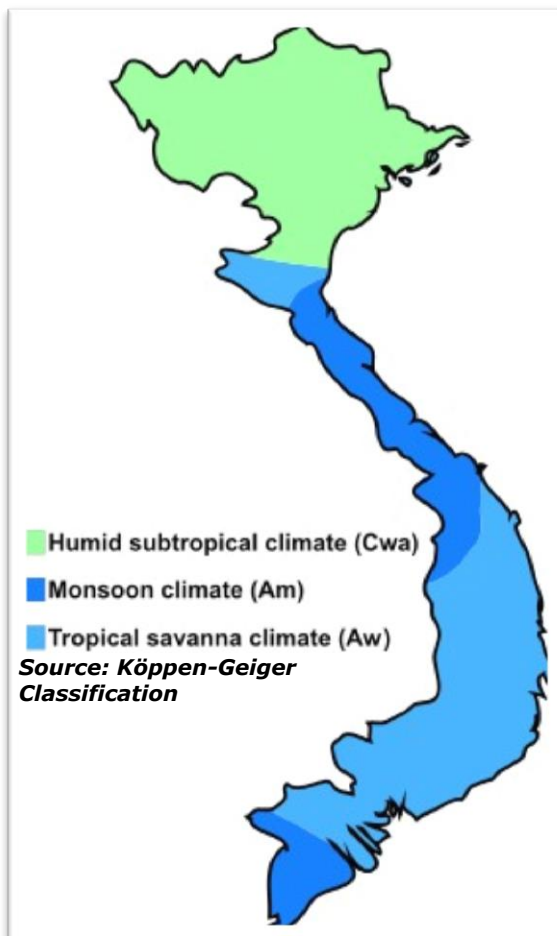 Humid subtropical climate (Cwa)
Monsoon climate (Am)
Tropical savanna climate (Aw)
Source: Köppen-Geiger
Classification